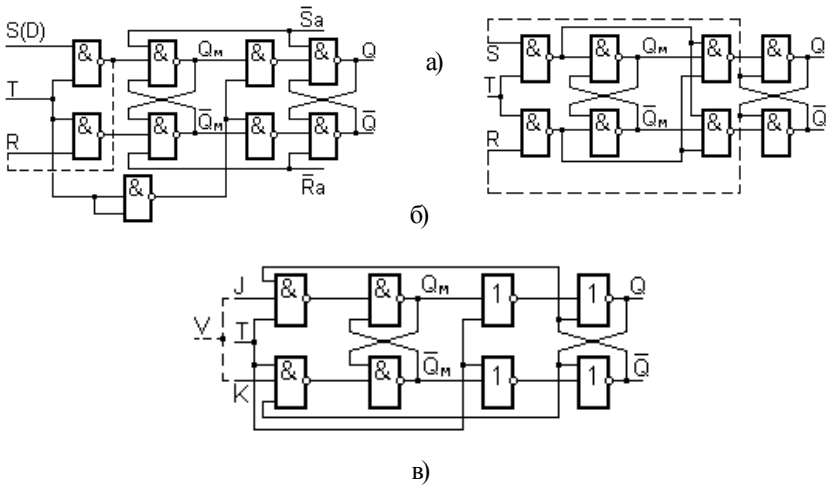 S(D) & & Qм & & S̅a Q
T
R & & Q̅м & & Q̅
& R̅a
а)
S & & Qм & & Q
T
R & & Q̅м & & Q̅
б)
J & & Qм 1 1 Q
V T
K & & Q̅м 1 1 Q̅
в)